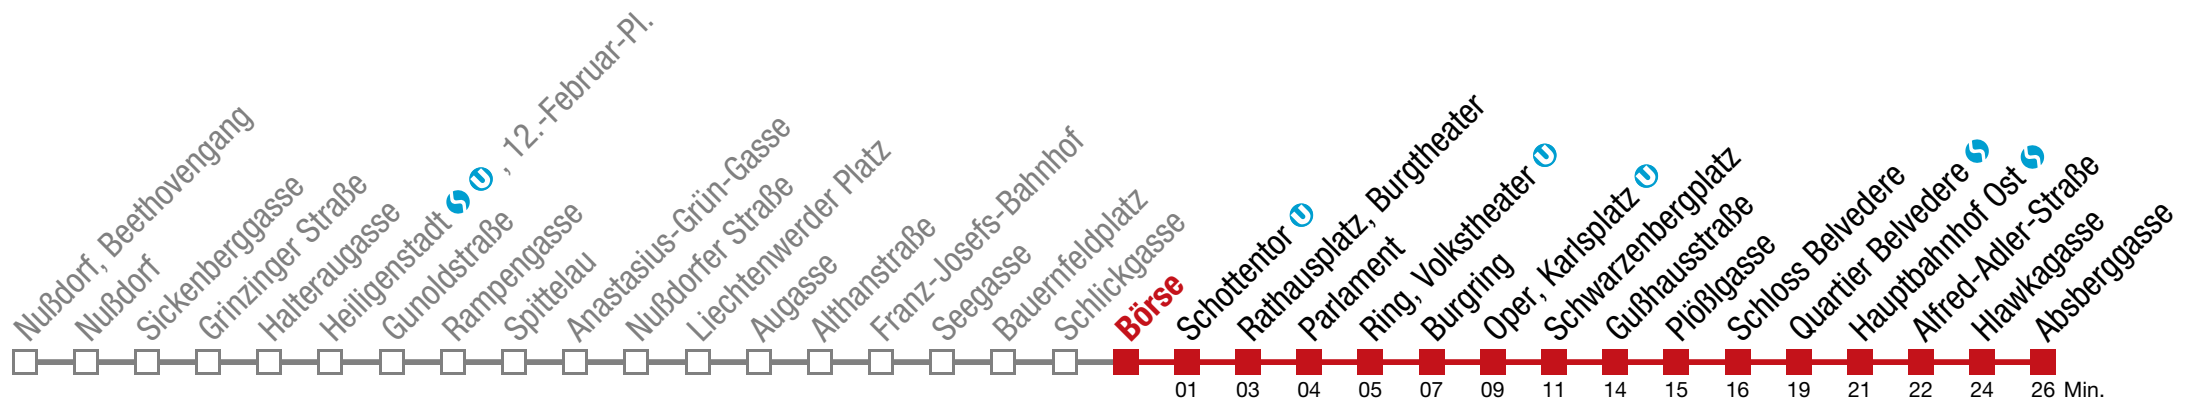 Nußdorf, Beethovengang
Nußdorf
Sickenberggasse
Grinzinger Straße
Halteraugasse
Heiligenstadt S U , 12.-Februar-Pl.
Gunoldstraße
Rampengasse
Spittelau
Anastasius-Grün-Gasse
Nußdorfer Straße
Liechtenwerder Platz
Augasse
Althanstraße
Franz-Josefs-Bahnhof
Seegasse
Bauernfeldplatz
Schlickgasse
Börse
Schottentor U
Rathausplatz, Burgtheater
Parlament
Ring, Volkstheater U
Burgring
Oper, Karlsplatz U
Schwarzenbergplatz
Gußhausstraße
Plößlgasse
Schloss Belvedere
Quartier Belvedere S
Hauptbahnhof Ost S
Alfred-Adler-Straße
Hlawkagasse
Absberggasse
01 03 04 05 07 09 11 14 15 16 19 21 22 24 26 Min.